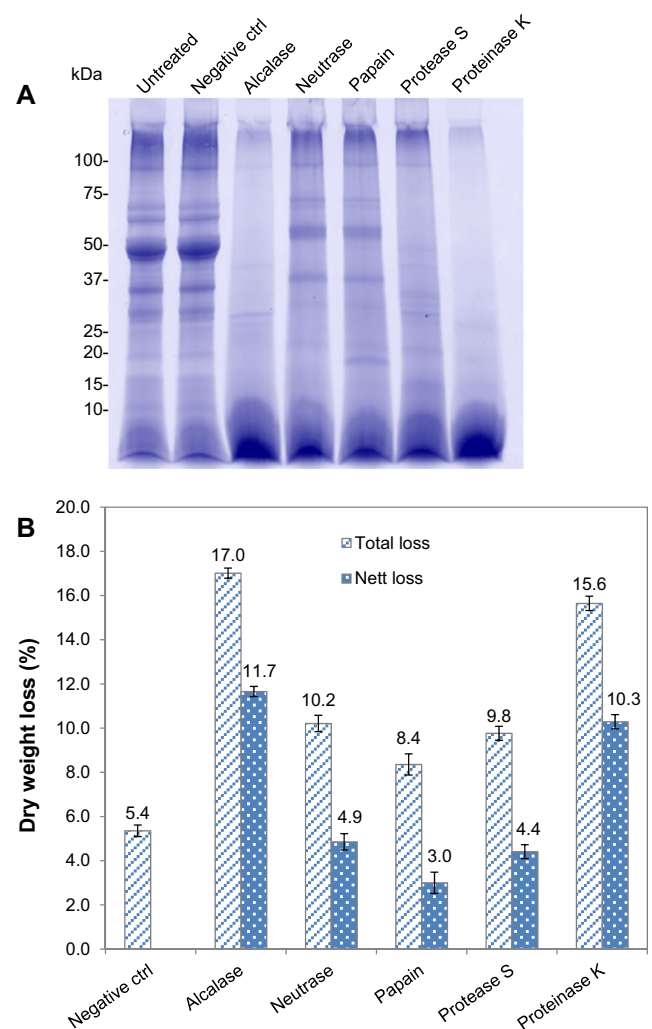 Untreated
Negative ctrl
Alcalase
Neutrase
Papain
Protease S
Proteinase K
kDa
A
100-
75-
50-
37-
25-
20-
15-
10-
B
20.0
18.0
16.0
14.0
12.0
10.0
8.0
6.0
4.0
2.0
0.0
Dry weight loss (%)
Total loss
Nett loss
5.4
17.0
11.7
10.2
4.9
8.4
3.0
9.8
4.4
15.6
10.3
Negative ctrl
Alcalase
Neutrase
Papain
Protease S
Proteinase K